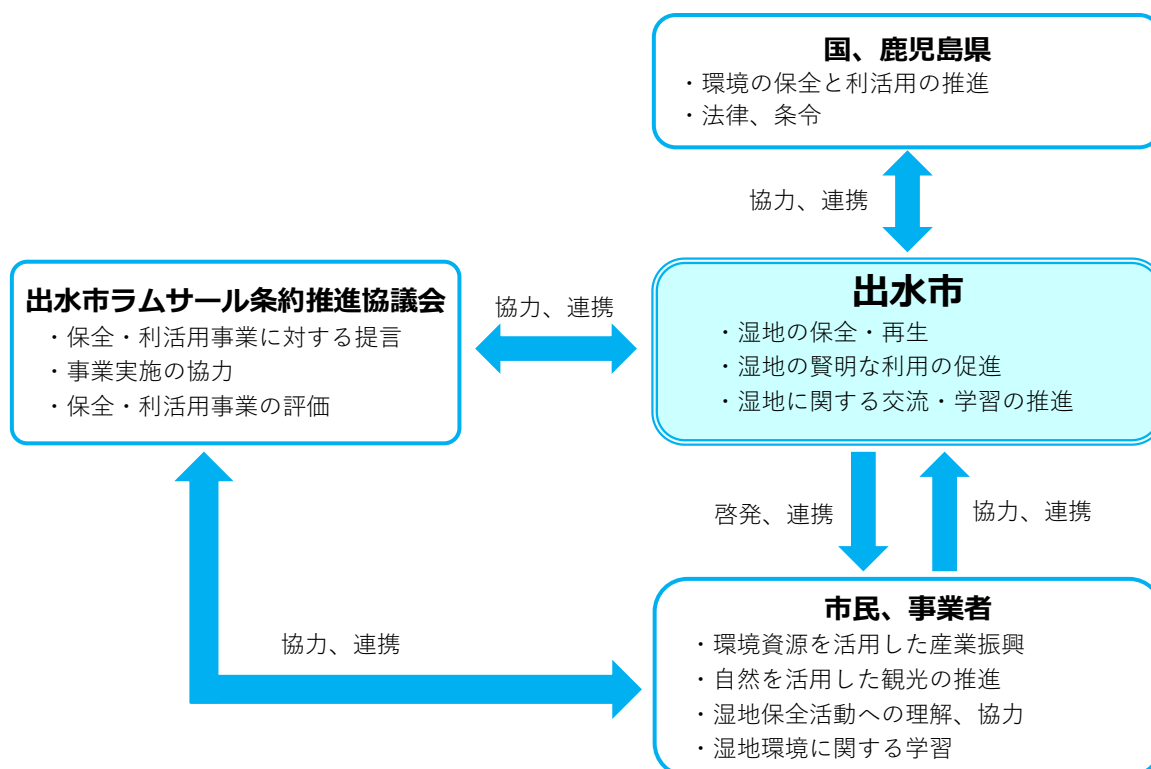 国、鹿児島県
・環境の保全と利活用の推進
・法律、条令
協力、連携
出水市ラムサール条約推進協議会
・保全・利活用事業に対する提言
・事業実施の協力
・保全・利活用事業の評価
協力、連携
出水市
・湿地の保全・再生
・湿地の賢明な利用の促進
・湿地に関する交流・学習の推進
啓発、連携
協力、連携
協力、連携
市民、事業者
・環境資源を活用した産業振興
・自然を活用した観光の推進
・湿地保全活動への理解、協力
・湿地環境に関する学習